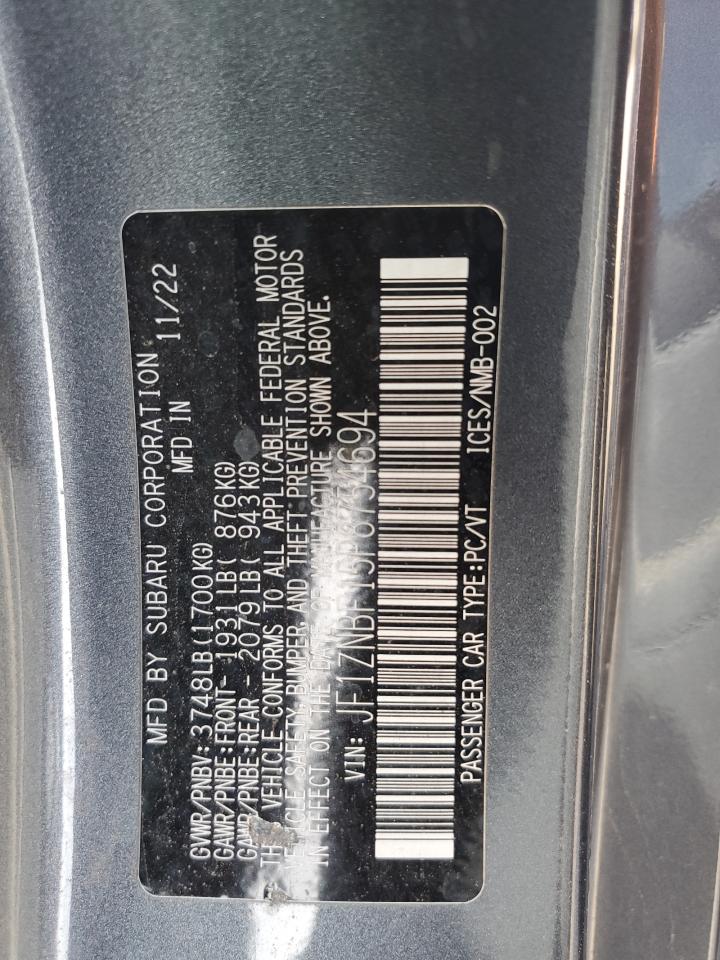 MFD BY SUBARU CORPORATION
MFD IN 11/22
GVWR/PNBV: 3748LB(1700KG)
GAWR/PNBE:FRONT- 1931LB( 876KG)
GAWR/PNBE:REAR - 2079LB( 943KG)
VEHICLE CONFORMS TO ALL APPLICABLE FEDERAL MOTOR
VEHICLE SAFETY, BUMPER, AND THEFT PREVENTION STANDARDS
IN EFFECT ON THE DATE OF MANUFACTURE SHOWN ABOVE.
VIN: JF1ZNBF15P8754694
PASSENGER CAR TYPE:PC/VT ICES/NMB-002